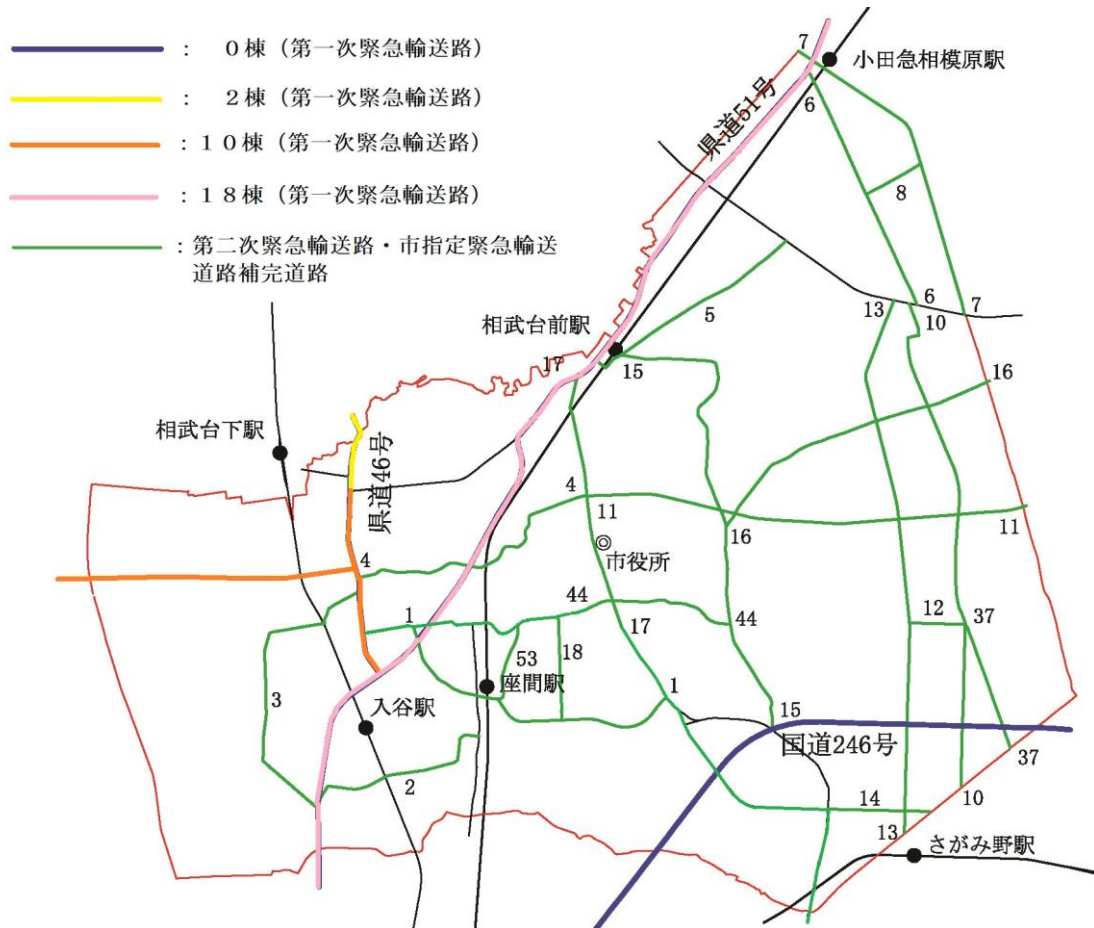 ： 0棟（第一次緊急輸送路）
： 2棟（第一次緊急輸送路）
：10棟（第一次緊急輸送路）
：18棟（第一次緊急輸送路）
：第二次緊急輸送路・市指定緊急輸送
道路補完道路
7
小田急相模原駅
6
県道51号
8
13
6
7
10
5
相武台前駅
17
15
16
相武台下駅
県道46号
4
11
16
11
市役所
4
1
44
44
17
12
37
53
18
座間駅
1
3
入谷駅
15
国道246号
37
2
14
10
13
さがみ野駅